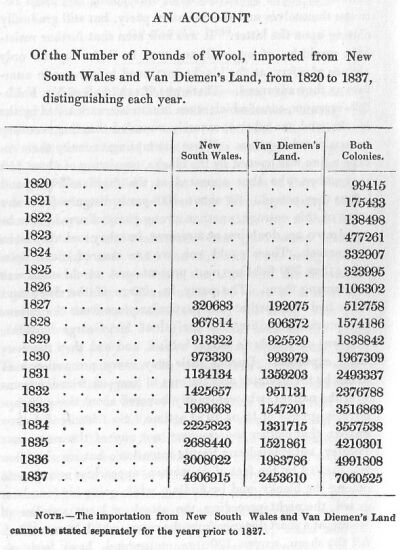 AN ACCOUNT
Of the Number of Pounds of Wool, imported from New
South Wales and Van Diemen's Land, from 1820 to 1837,
distinguishing each year.
New South Wales. Van Diemen's Land. Both Colonies.
1820 . . . . . . . . 99415
1821 . . . . . . . . 175433
1822 . . . . . . . . 138498
1823 . . . . . . . . 477261
1824 . . . . . . . . 332907
1825 . . . . . . . . 323995
1826 . . . . . . . . 1106302
1827 . . . . . . 320683 192075 512758
1828 . . . . . . 967814 606372 1574186
1829 . . . . . . 913322 925520 1838842
1830 . . . . . . 973330 993979 1967309
1831 . . . . . . 1134134 1359203 2493337
1832 . . . . . . 1425657 951131 2376788
1833 . . . . . . 1969668 1547201 3516869
1834 . . . . . . 2225823 1331715 3557538
1835 . . . . . . 2688440 1521861 4210301
1836 . . . . . . 3008022 1983786 4991808
1837 . . . . . . 4606915 2453610 7060525
NOTE.—The importation from New South Wales and Van Diemen's Land
cannot be stated separately for the years prior to 1827.